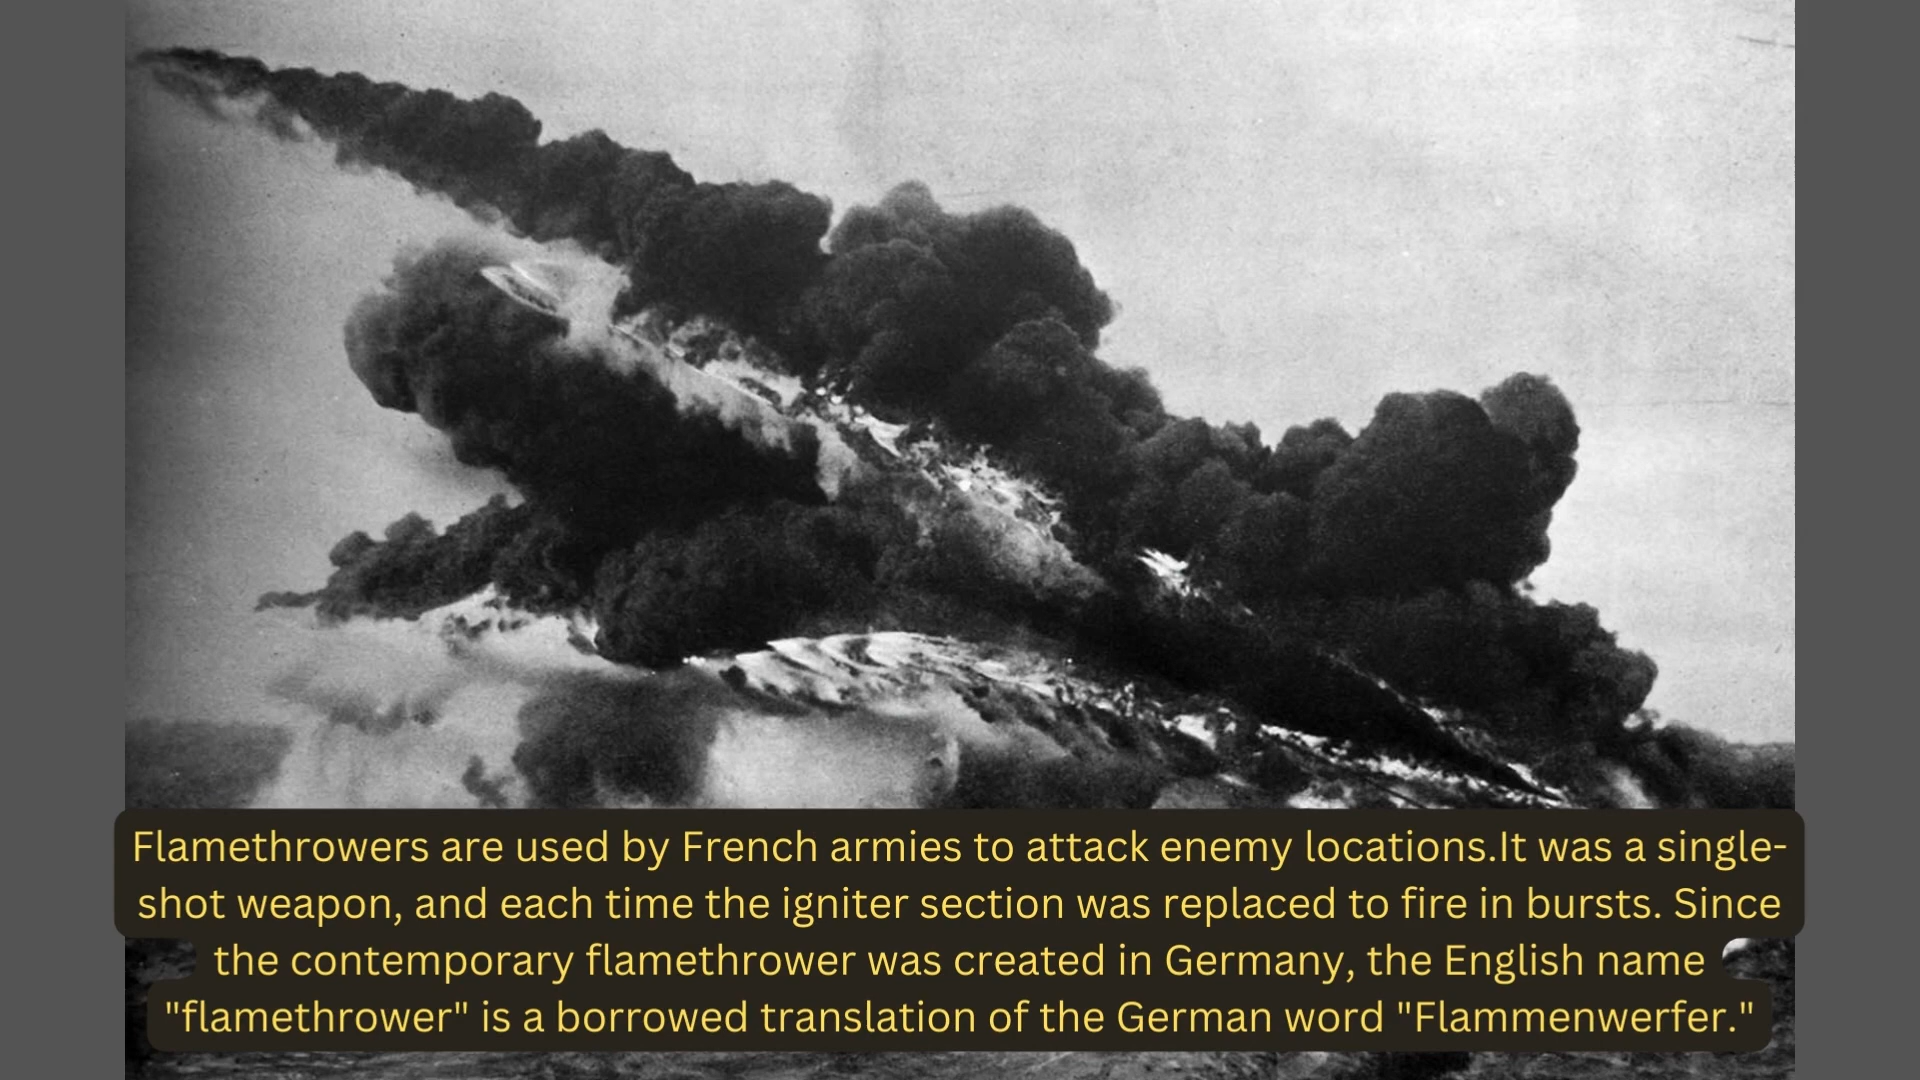 Flamethrowers are used by French armies to attack enemy locations.It was a single-
shot weapon, and each time the igniter section was replaced to fire in bursts. Since
the contemporary flamethrower was created in Germany, the English name
"flamethrower" is a borrowed translation of the German word "Flammenwerfer."